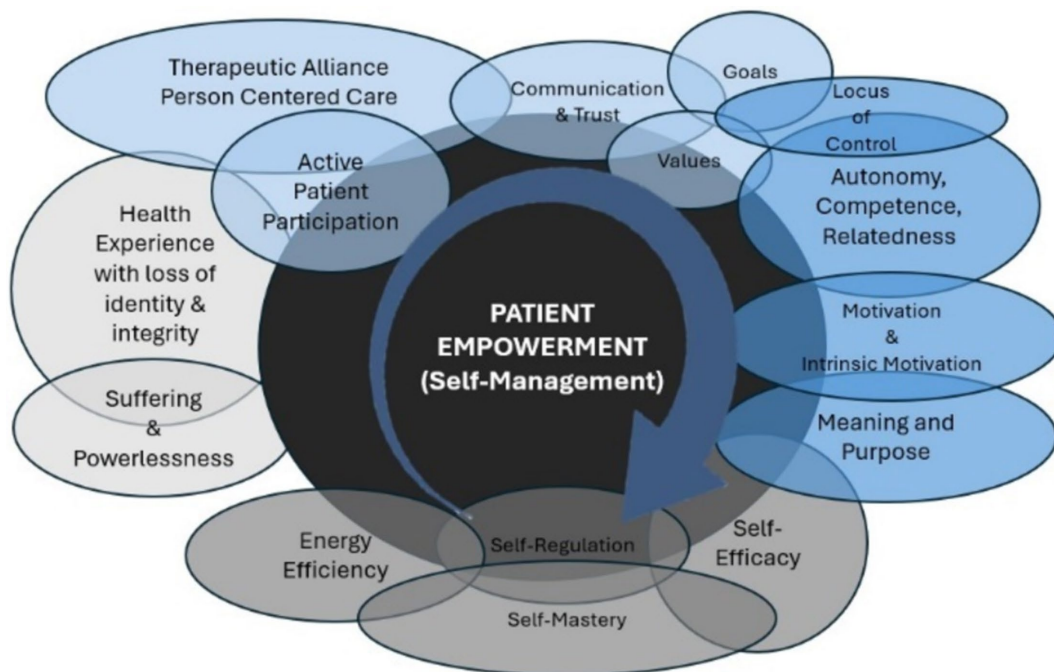 Therapeutic Alliance
Person Centered Care
Communication
& Trust
Goals
Locus
of
Control
Values
Active
Patient
Participation
Autonomy,
Competence,
Relatedness
Health
Experience
with loss of
identity &
integrity
PATIENT
EMPOWERMENT
(Self-Management)
Motivation
&
Intrinsic Motivation
Suffering
&
Powerlessness
Meaning and
Purpose
Energy
Efficiency
Self-Regulation
Self-
Efficacy
Self-Mastery